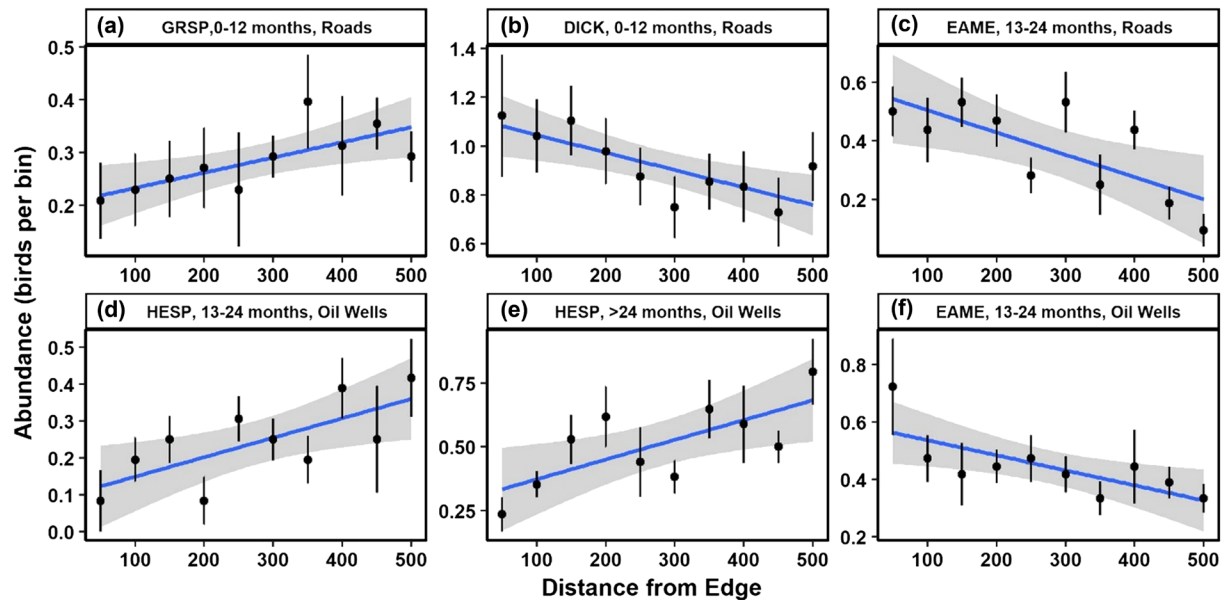 (a) GRSP,0-12 months, Roads
(b) DICK, 0-12 months, Roads
(c) EAME, 13-24 months, Roads
0.5
0.4
0.3
0.2
100 200 300 400 500
1.4
1.2
1.0
0.8
0.6
100 200 300 400 500
0.6
0.4
0.2
100 200 300 400 500
Abundance (birds per bin)
(d) HESP, 13-24 months, Oil Wells
(e) HESP, >24 months, Oil Wells
(f) EAME, 13-24 months, Oil Wells
0.5
0.4
0.3
0.2
0.1
0.0
100 200 300 400 500
0.75
0.50
0.25
100 200 300 400 500
0.8
0.6
0.4
0.2
100 200 300 400 500
Distance from Edge